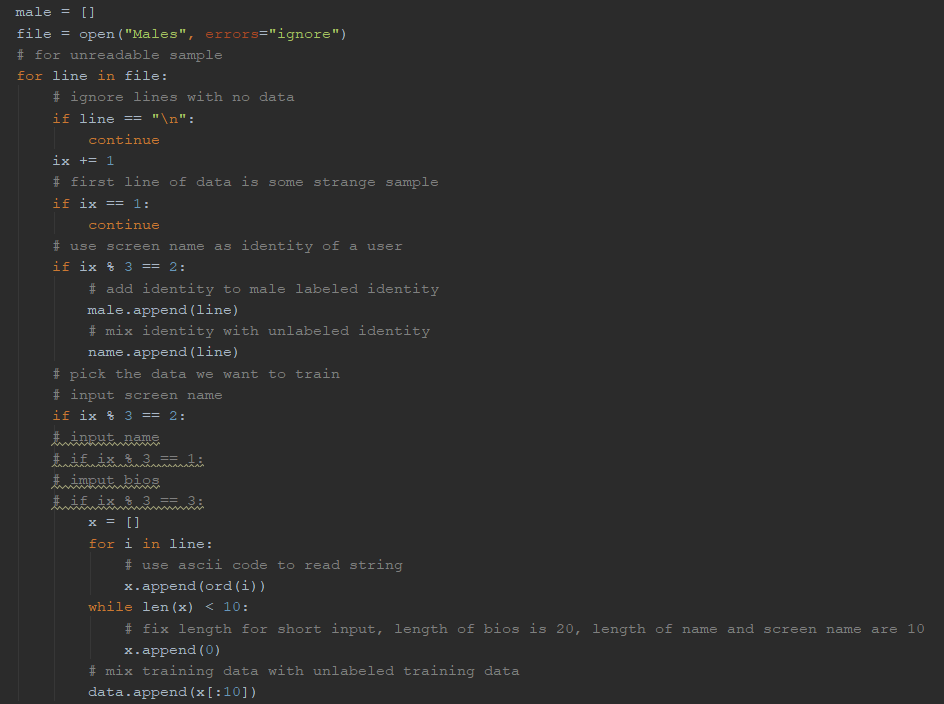 male = []
file = open("Males", errors="ignore")
# for unreadable sample
for line in file:
    # ignore lines with no data
    if line == "\n":
        continue
    ix += 1
    # first line of data is some strange sample
    if ix == 1:
        continue
    # use screen name as identity of a user
    if ix % 3 == 2:
        # add identity to male labeled identity
        male.append(line)
        # mix identity with unlabeled identity
        name.append(line)
    # pick the data we want to train
    # input screen name
    if ix % 3 == 2:
    # input name
    # if ix % 3 == 1:
    # imput bios
    # if ix % 3 == 3:
        x = []
        for i in line:
            # use ascii code to read string
            x.append(ord(i))
        while len(x) < 10:
            # fix length for short input, length of bios is 20, length of name and screen name are 10
            x.append(0)
        # mix training data with unlabeled training data
        data.append(x[:10])